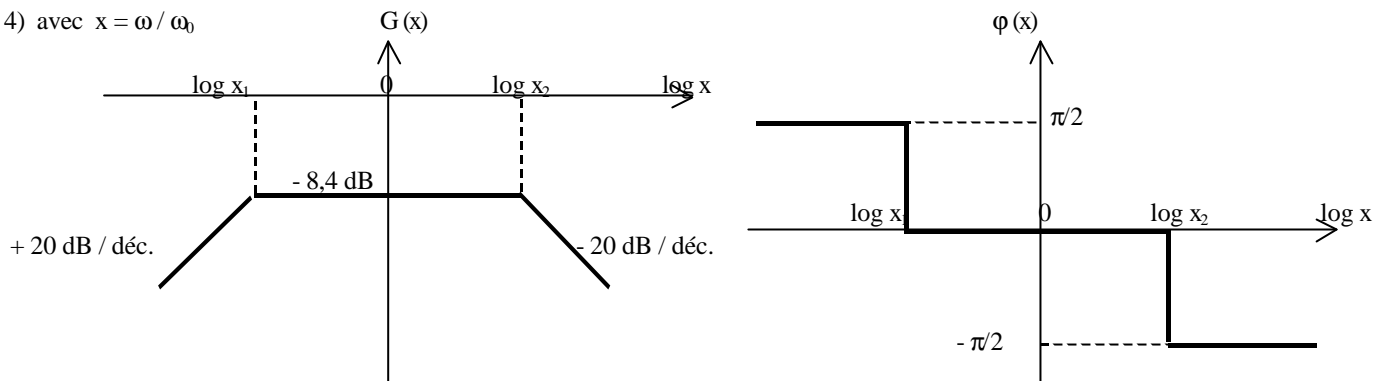 4) avec x = ω / ω₀
G (x)
φ (x)
log x₁
0
log x₂
log x
π/2
- 8,4 dB
log x₁
0
log x₂
log x
+ 20 dB / déc.
- 20 dB / déc.
- π/2